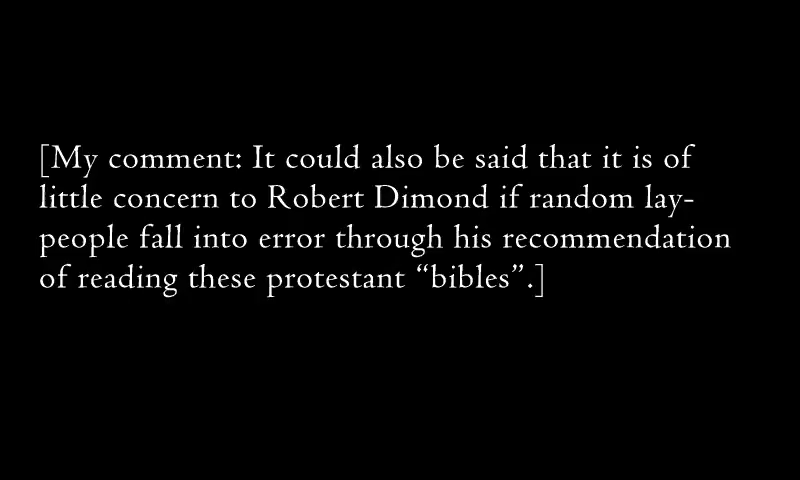 [My comment: It could also be said that it is of
little concern to Robert Dimond if random lay-
people fall into error through his recommendation
of reading these protestant “bibles”.]